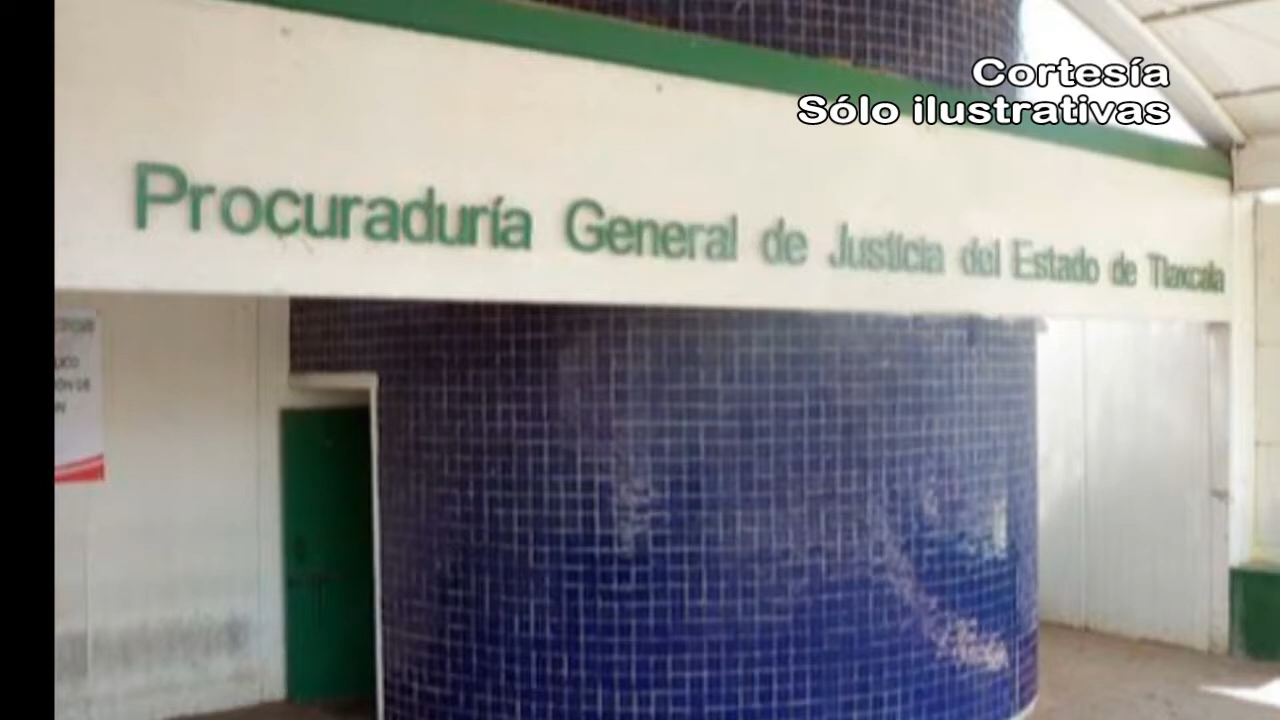 Cortesía
Sólo ilustrativas
Procuraduría General de Justicia del Estado de Tlaxcala